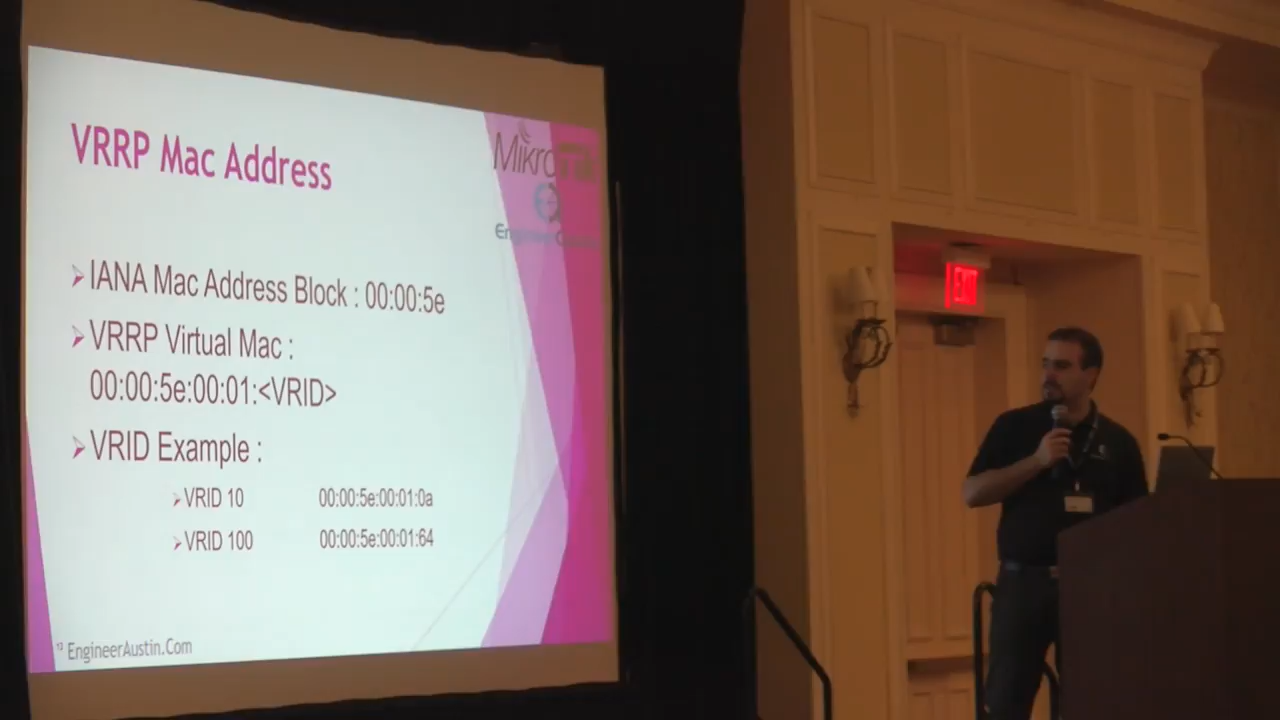 VRRP Mac Address
➢IANA Mac Address Block : 00:00:5e
➢VRRP Virtual Mac :
00:00:5e:00:01:<VRID>
➢VRID Example :
➢VRID 10 00:00:5e:00:01:0a
➢VRID 100 00:00:5e:00:01:64
13 EngineerAustin.Com
EXIT